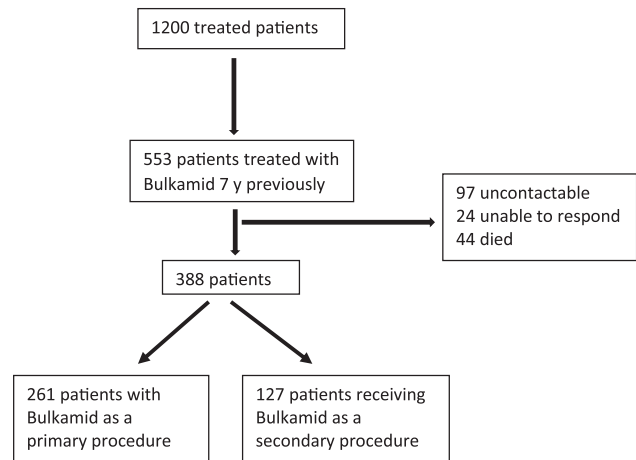 1200 treated patients
553 patients treated with
Bulkamid 7 y previously
97 uncontactable
24 unable to respond
44 died
388 patients
261 patients with
Bulkamid as a
primary procedure
127 patients receiving
Bulkamid as a
secondary procedure